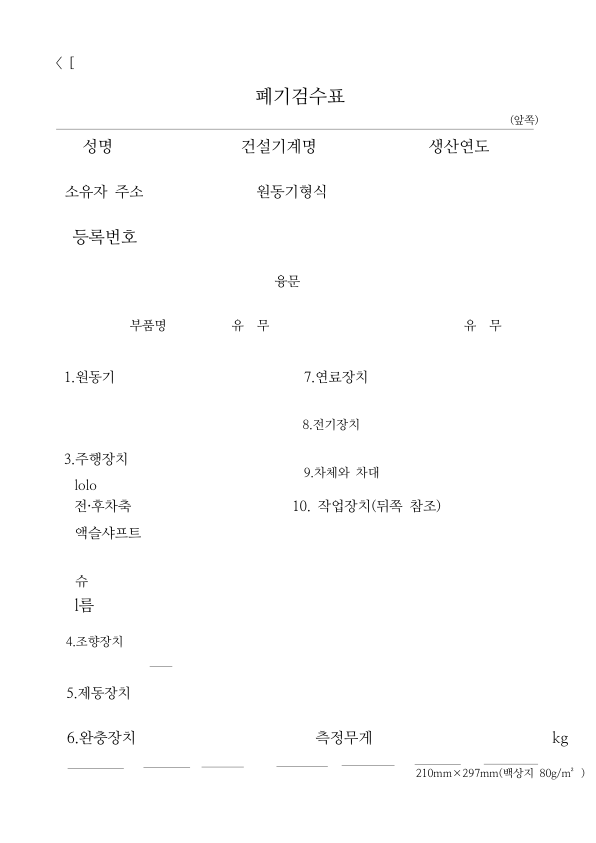 < [
폐기검수표
(앞쪽)
성명 건설기계명 생산연도
소유자 주소 원동기형식
등록번호
융문
부품명 유 무 유 무
1.원동기 7.연료장치
8.전기장치
3.주행장치
9.차체와 차대
lolo
전·후차축 10. 작업장치(뒤쪽 참조)
액슬샤프트
슈
l름
4.조향장치
5.제동장치
6.완충장치 측정무게 kg
210mm×297mm(백상지 80g/m² )